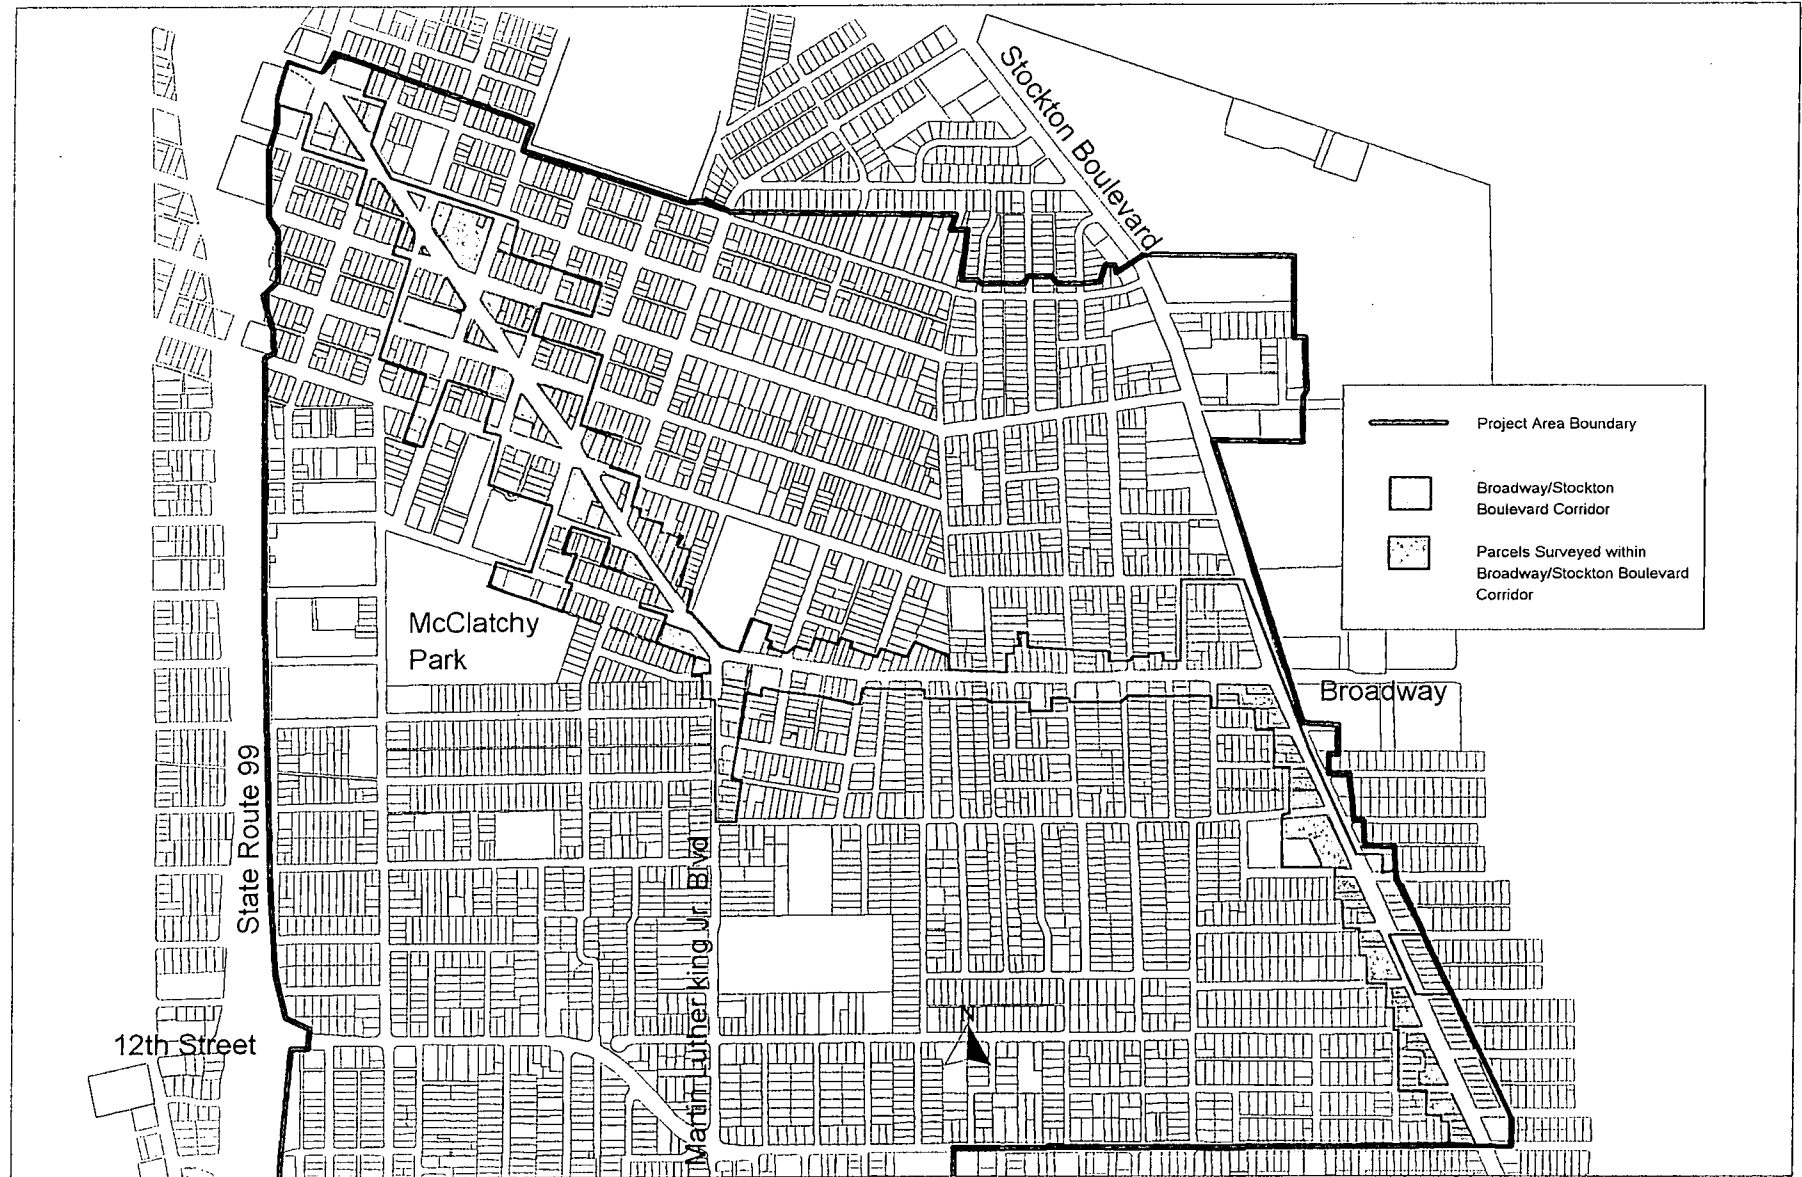 Stockton Boulevard
Project Area Boundary
Broadway/Stockton
Boulevard Corridor
Parcels Surveyed within
Broadway/Stockton Boulevard
Corridor
McClatchy
Park
Broadway
State Route 99
Martin Luther king Jr. Blvd
N
12th Street